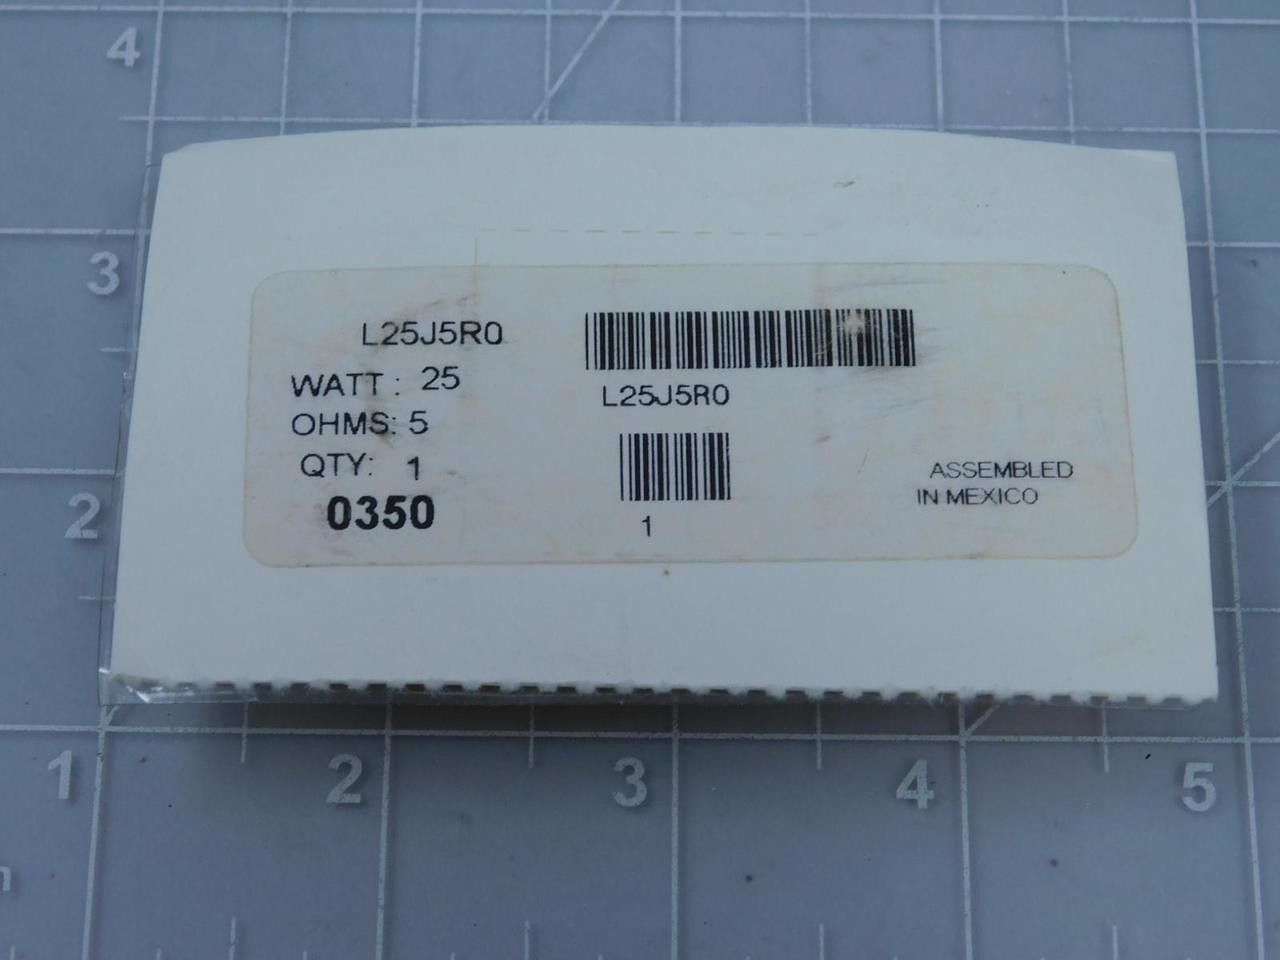 4
3
L25J5R0
WATT: 25
L25J5R0
OHMS: 5
QTY: 1
ASSEMBLED
IN MEXICO
2
0350
1
1
2
3
4
5